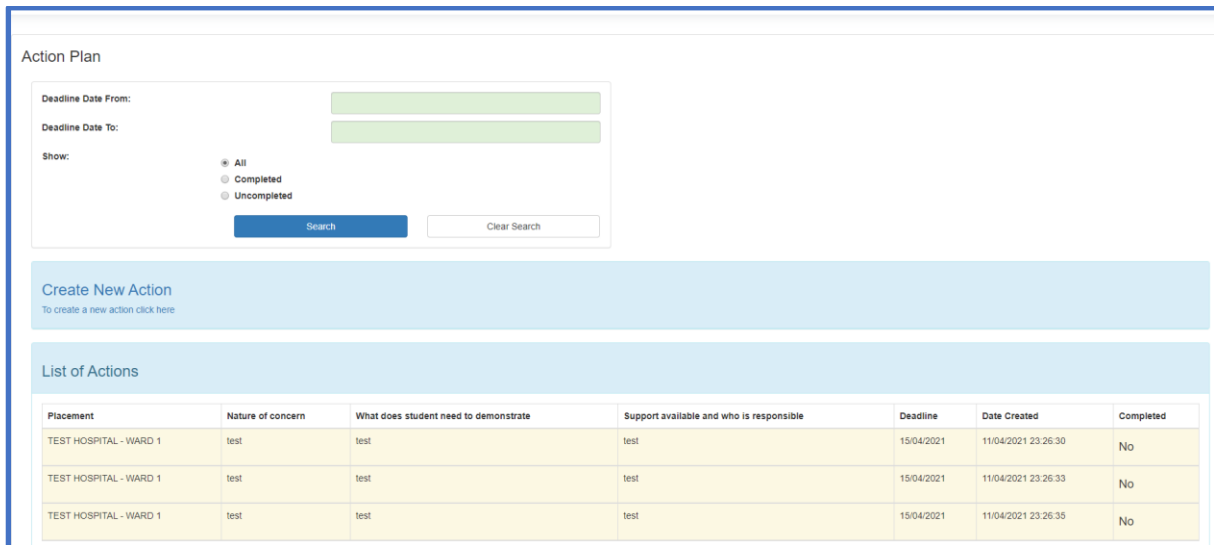 Action Plan
Deadline Date From:
Deadline Date To:
Show:
All
Completed
Uncompleted
Search Clear Search
Create New Action
To create a new action click here
List of Actions
Placement Nature of concern What does student need to demonstrate Support available and who is responsible Deadline Date Created Completed
TEST HOSPITAL - WARD 1 test test test 15/04/2021 11/04/2021 23:26:30 No
TEST HOSPITAL - WARD 1 test test test 15/04/2021 11/04/2021 23:26:33 No
TEST HOSPITAL - WARD 1 test test test 15/04/2021 11/04/2021 23:26:35 No